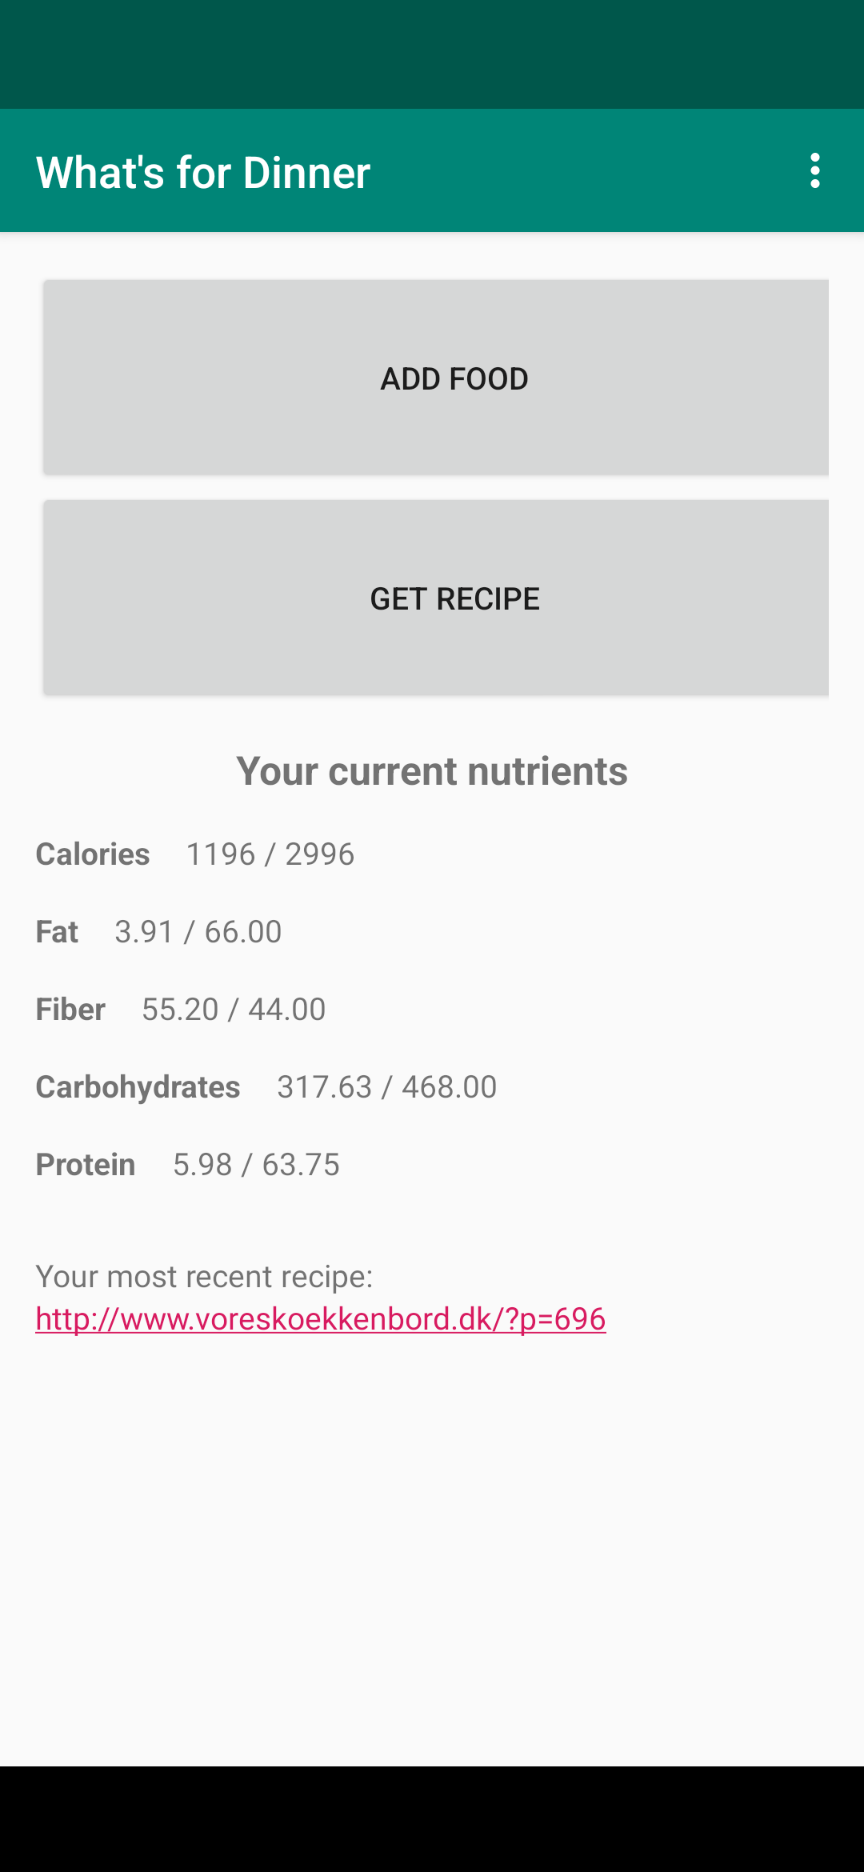 What's for Dinner
ADD FOOD
GET RECIPE
Your current nutrients
Calories 1196 / 2996
Fat 3.91 / 66.00
Fiber 55.20 / 44.00
Carbohydrates 317.63 / 468.00
Protein 5.98 / 63.75
Your most recent recipe:
http://www.voreskoekkenbord.dk/?p=696